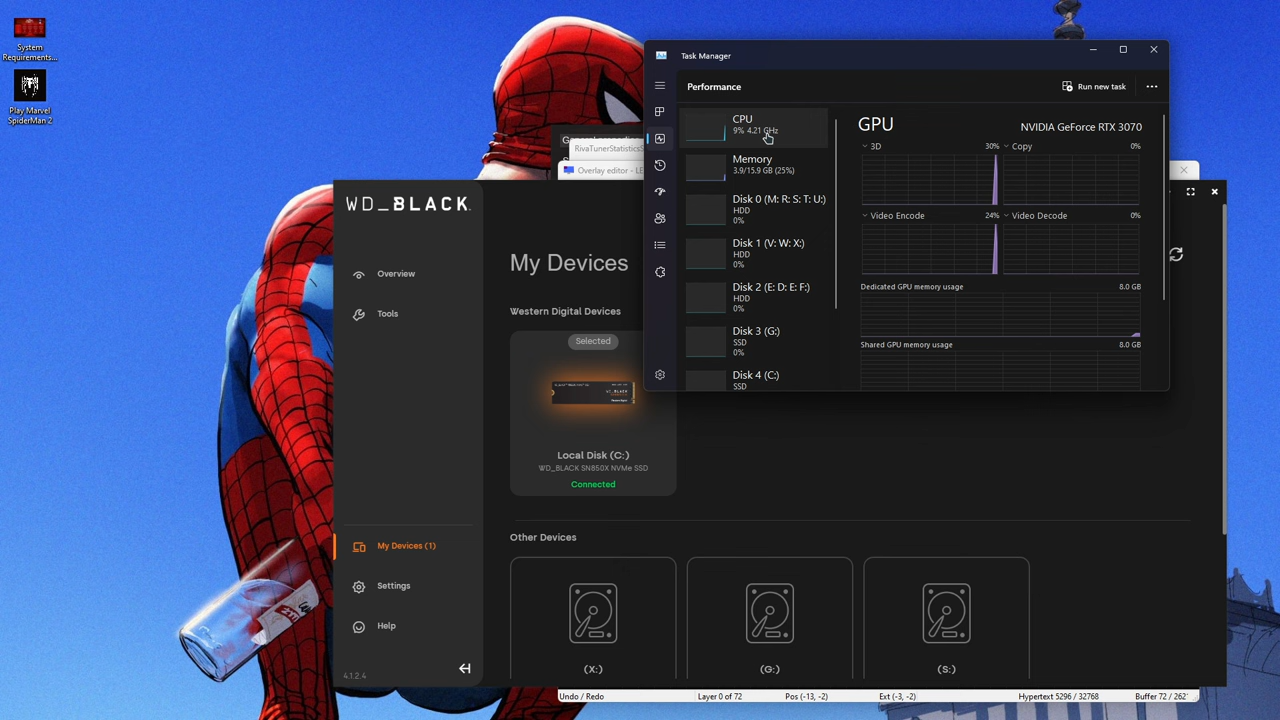 System
Requirements...
Play Marvel
SpiderMan 2
Task Manager
Performance
Run new task
CPU
9% 4.21 GHz
Memory
3.9/15.9 GB (25%)
Disk 0 (M: R: S: T: U:)
HDD
0%
Disk 1 (V: W: X:)
HDD
0%
Disk 2 (E: D: E: F:)
HDD
0%
Disk 3 (G:)
SSD
0%
Disk 4 (C:)
SSD
GPU
NVIDIA GeForce RTX 3070
3D
30%
Copy
0%
Video Encode
24%
Video Decode
0%
Dedicated GPU memory usage
8.0 GB
Shared GPU memory usage
8.0 GB
RivaTunerStatisticsS
Overlay editor - LE
WD_BLACK.
Overview
Tools
My Devices (1)
Settings
Help
4.1.2.4
My Devices
Western Digital Devices
Selected
Local Disk (C:)
WD_BLACK SN850X NVMe SSD
Connected
Other Devices
(X:)
(G:)
(S:)
Undo / Redo
Layer 0 of 72
Pos (-13, -2)
Ext (-3, -2)
Hypertext 5296 / 32768
Buffer 72 / 262